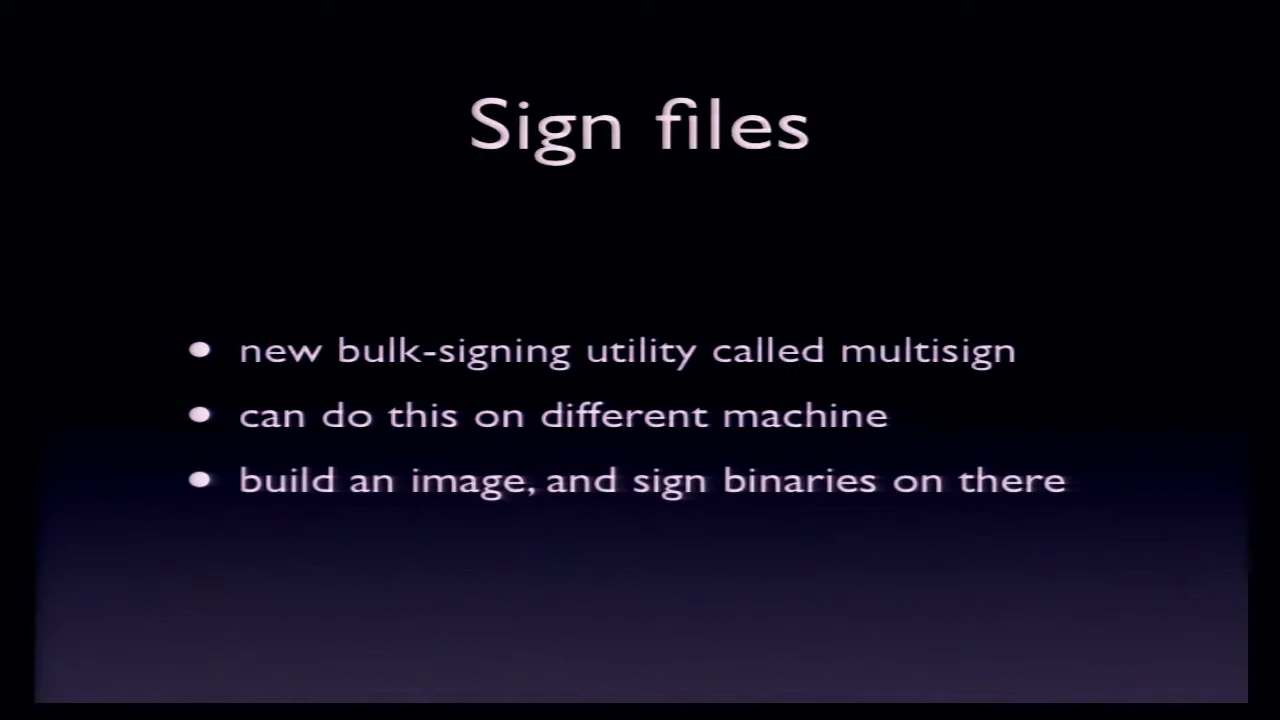 Sign files
• new bulk-signing utility called multisign
• can do this on different machine
• build an image, and sign binaries on there